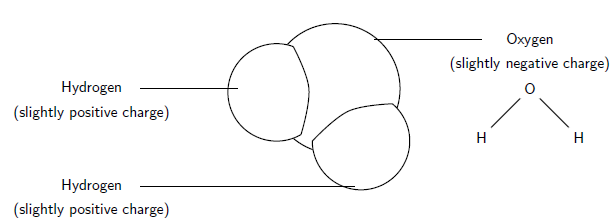 Oxygen
(slightly negative charge)
O
H H
Hydrogen
(slightly positive charge)
Hydrogen
(slightly positive charge)